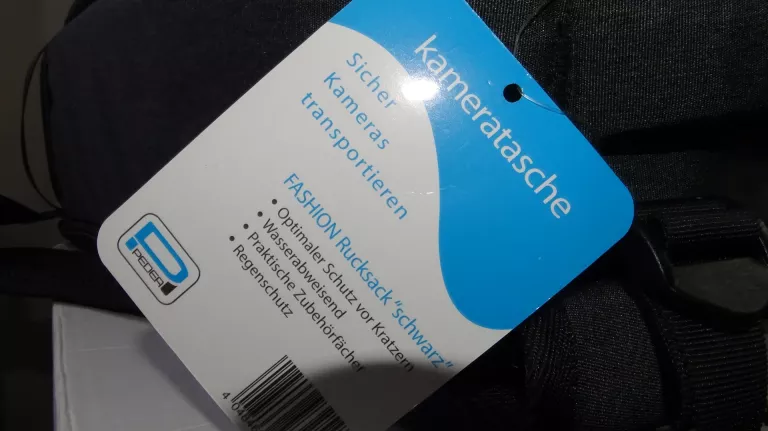 kameratasche
Sicher
Kameras
transportieren
FASHION Rucksack "schwarz"
• Optimaler Schutz vor Kratzern
• Wasserabweisend
• Praktische Zubehörfächer
• Regenschutz
PEDEA